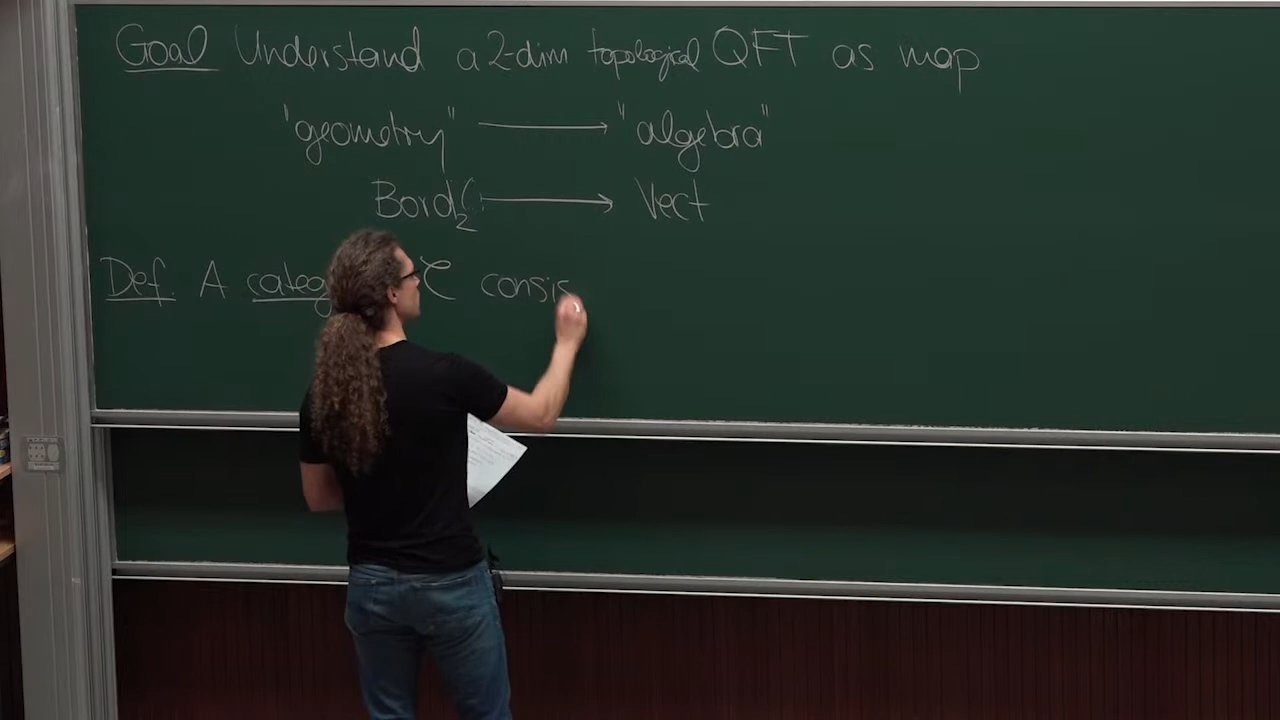 Goal Understand a 2-dim topological QFT as map
"geometry" ⟶ "algebra"
Bord₂ ⟶ Vect
Def. A categ C consis